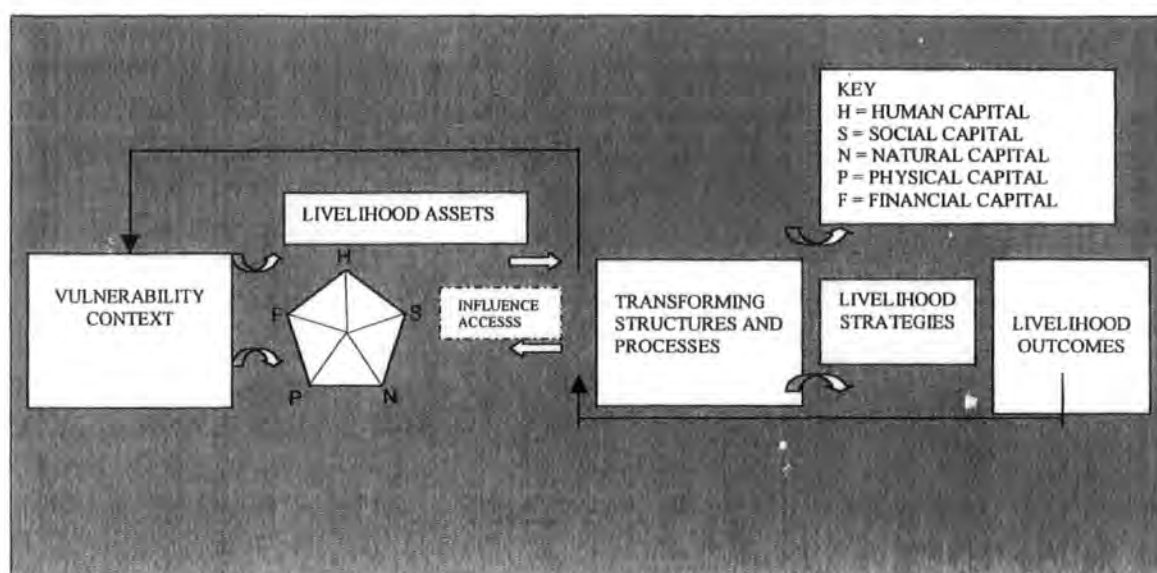 KEY
H = HUMAN CAPITAL
S = SOCIAL CAPITAL
N = NATURAL CAPITAL
P = PHYSICAL CAPITAL
F = FINANCIAL CAPITAL
LIVELIHOOD ASSETS
H
F
S
P
N
VULNERABILITY
CONTEXT
INFLUENCE
ACCESSS
TRANSFORMING
STRUCTURES AND
PROCESSES
LIVELIHOOD
STRATEGIES
LIVELIHOOD
OUTCOMES